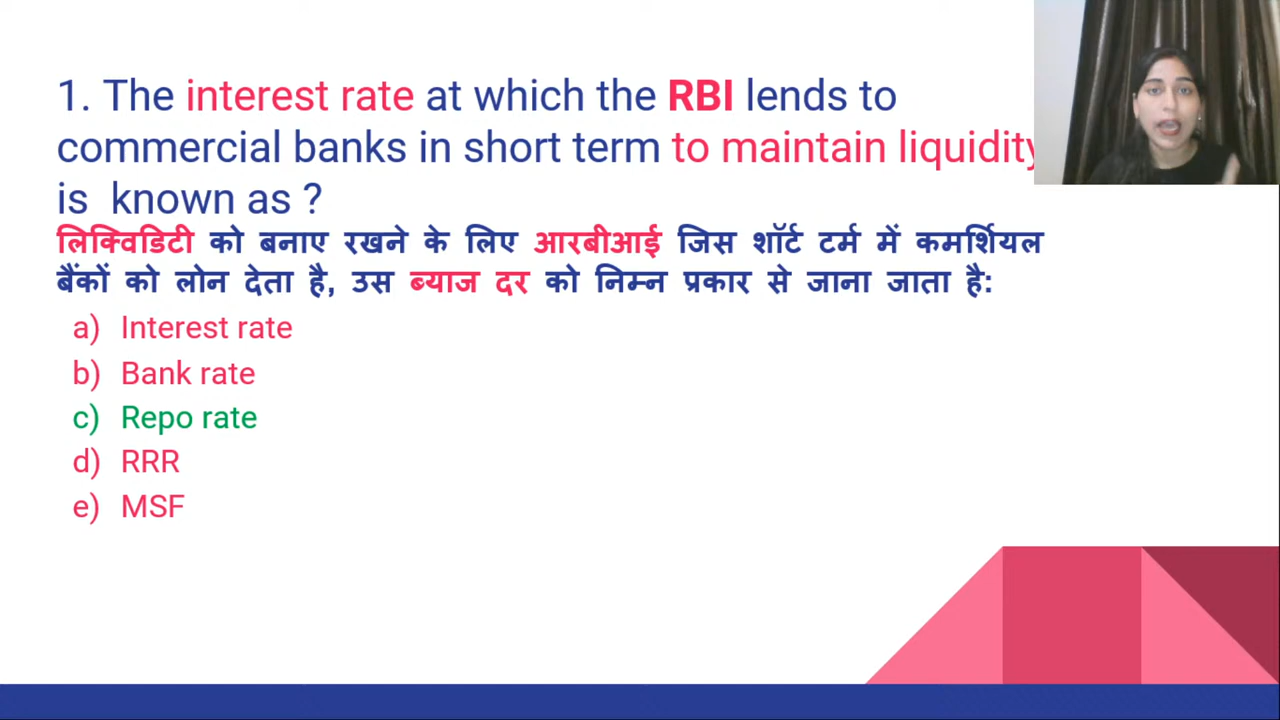 1. The interest rate at which the RBI lends to
commercial banks in short term to maintain liquidity
is known as ?
लिक्विडिटी को बनाए रखने के लिए आरबीआई जिस शॉर्ट टर्म में कमर्शियल
बैंकों को लोन देता है, उस ब्याज दर को निम्न प्रकार से जाना जाता है:
a) Interest rate
b) Bank rate
c) Repo rate
d) RRR
e) MSF